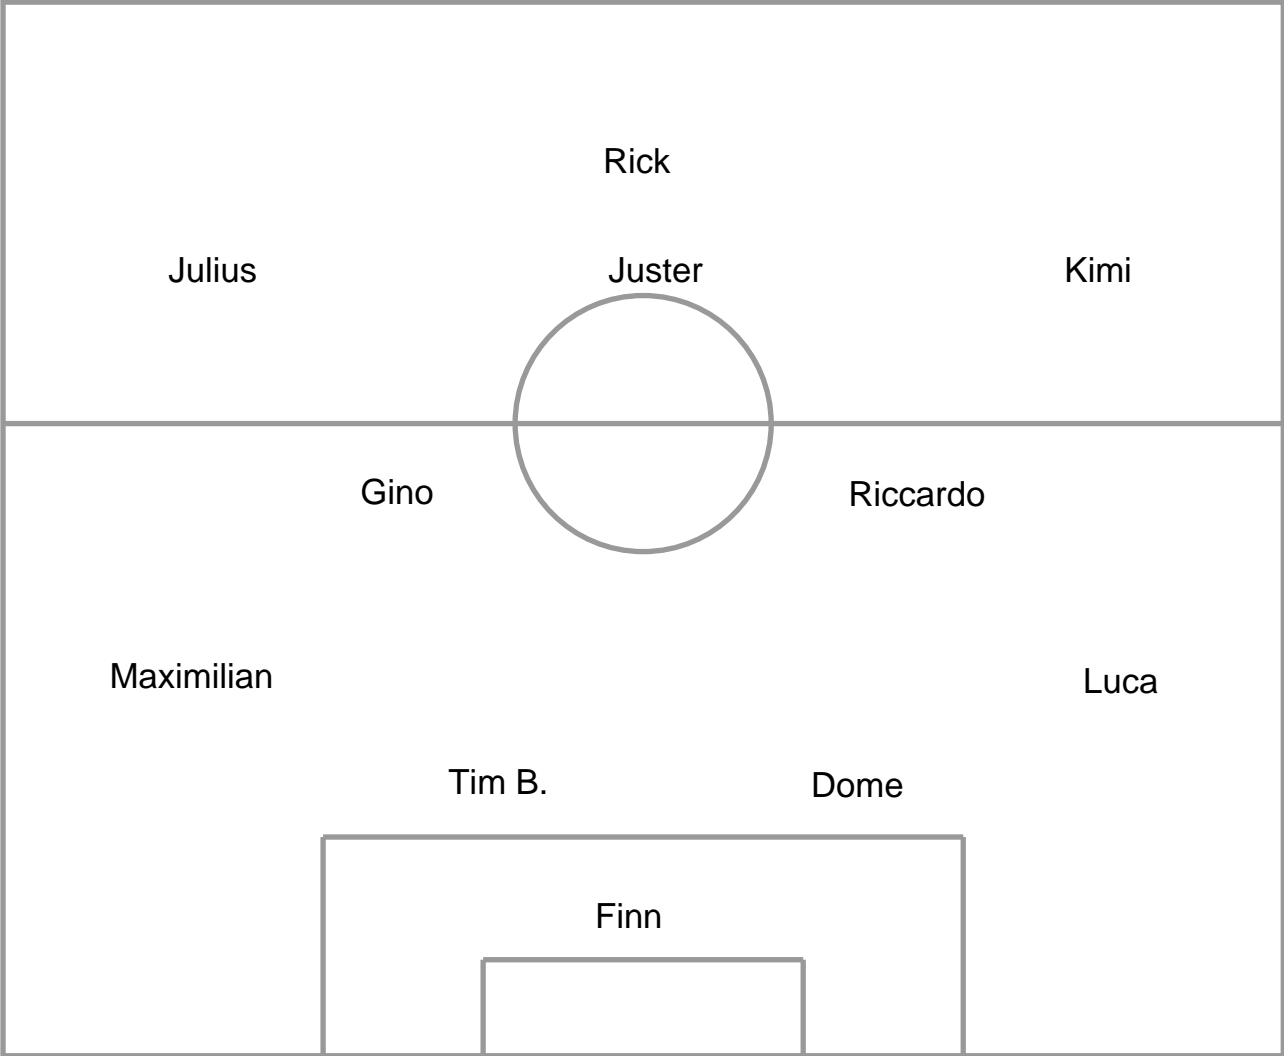 Rick
Julius Juster Kimi
Gino Riccardo
Maximilian Luca
Tim B. Dome
Finn